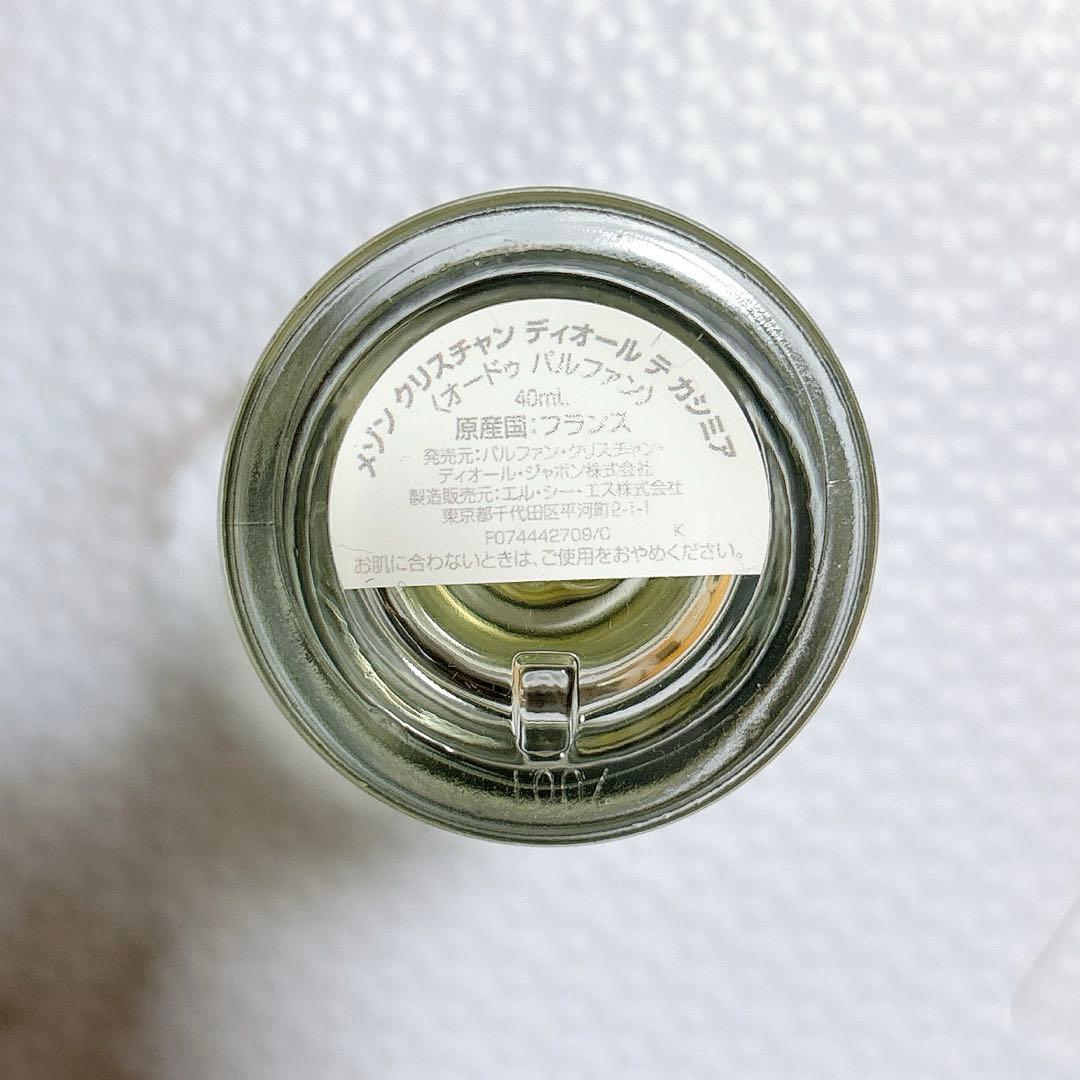 メゾン クリスチャン ディオール テ カシミア
(オードゥ パルファン)
40mL
原産国:フランス
発売元:パルファン・クリスチャン・
ディオール・ジャポン株式会社
製造販売元:エル・シー・エス株式会社
東京都千代田区平河町2-1-1
F074442709/C K
お肌に合わないときは、ご使用をおやめください。